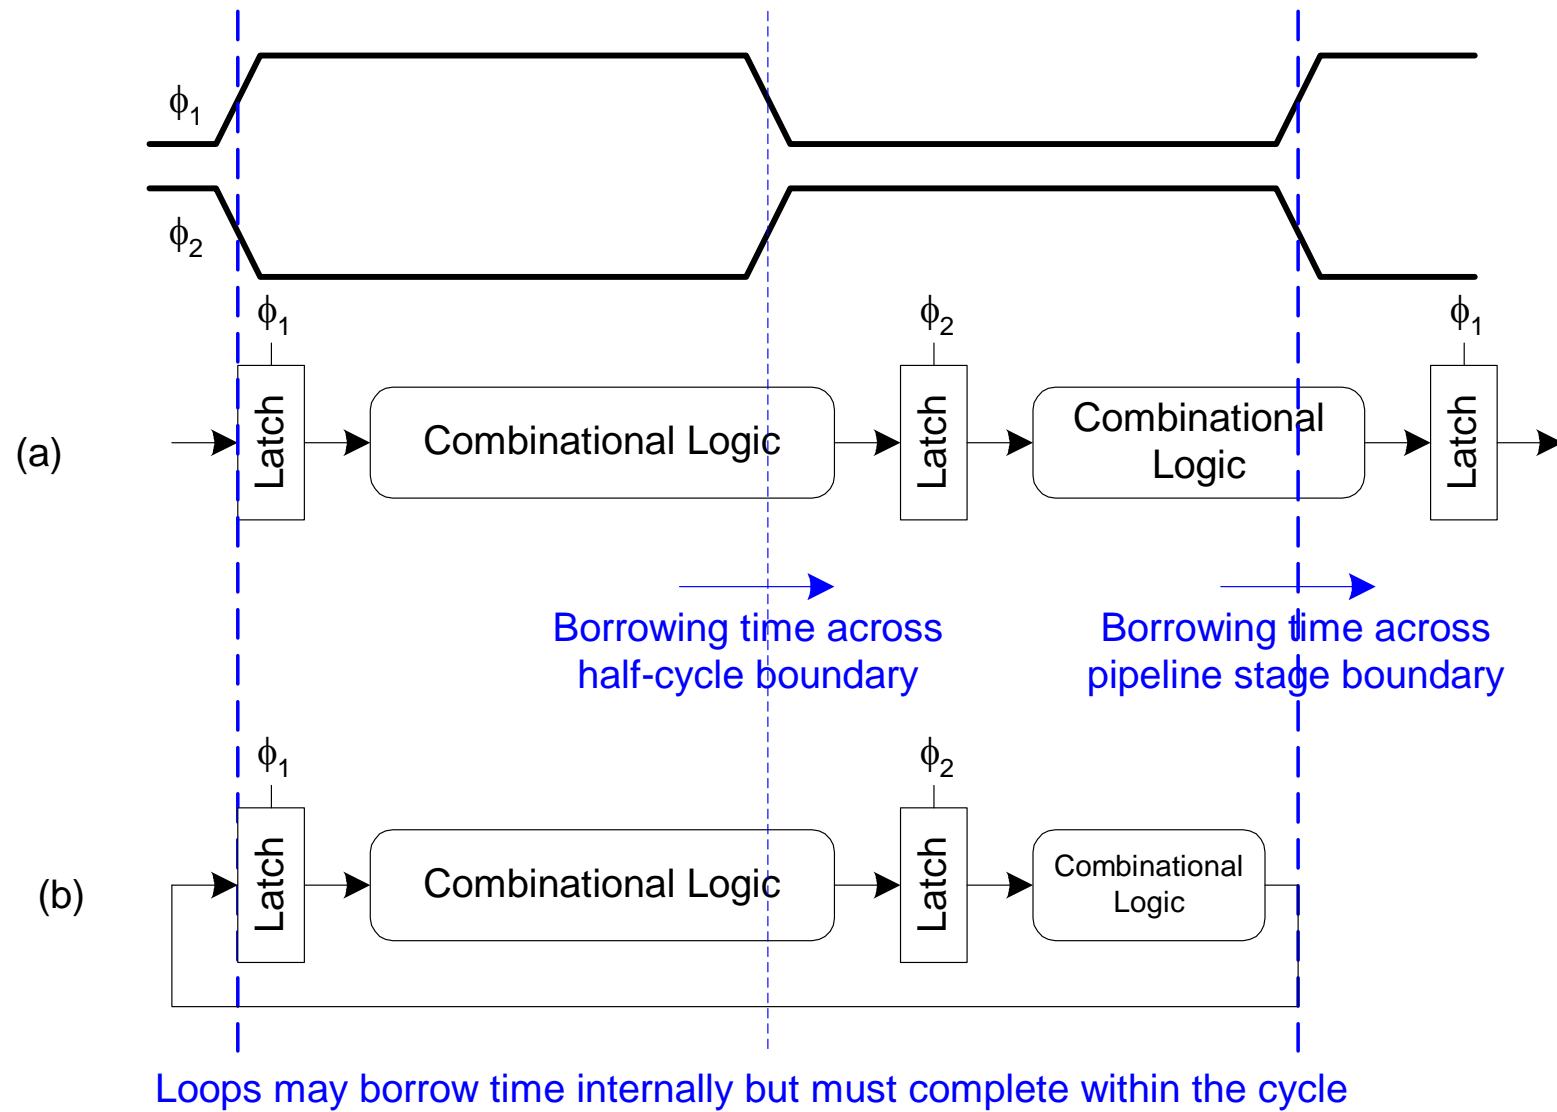 ϕ1
ϕ2
ϕ1
ϕ2
ϕ1
(a)
Latch
Combinational Logic
Latch
Combinational
Logic
Latch
Borrowing time across
half-cycle boundary
Borrowing time across
pipeline stage boundary
ϕ1
ϕ2
(b)
Latch
Combinational Logic
Latch
Combinational
Logic
Loops may borrow time internally but must complete within the cycle